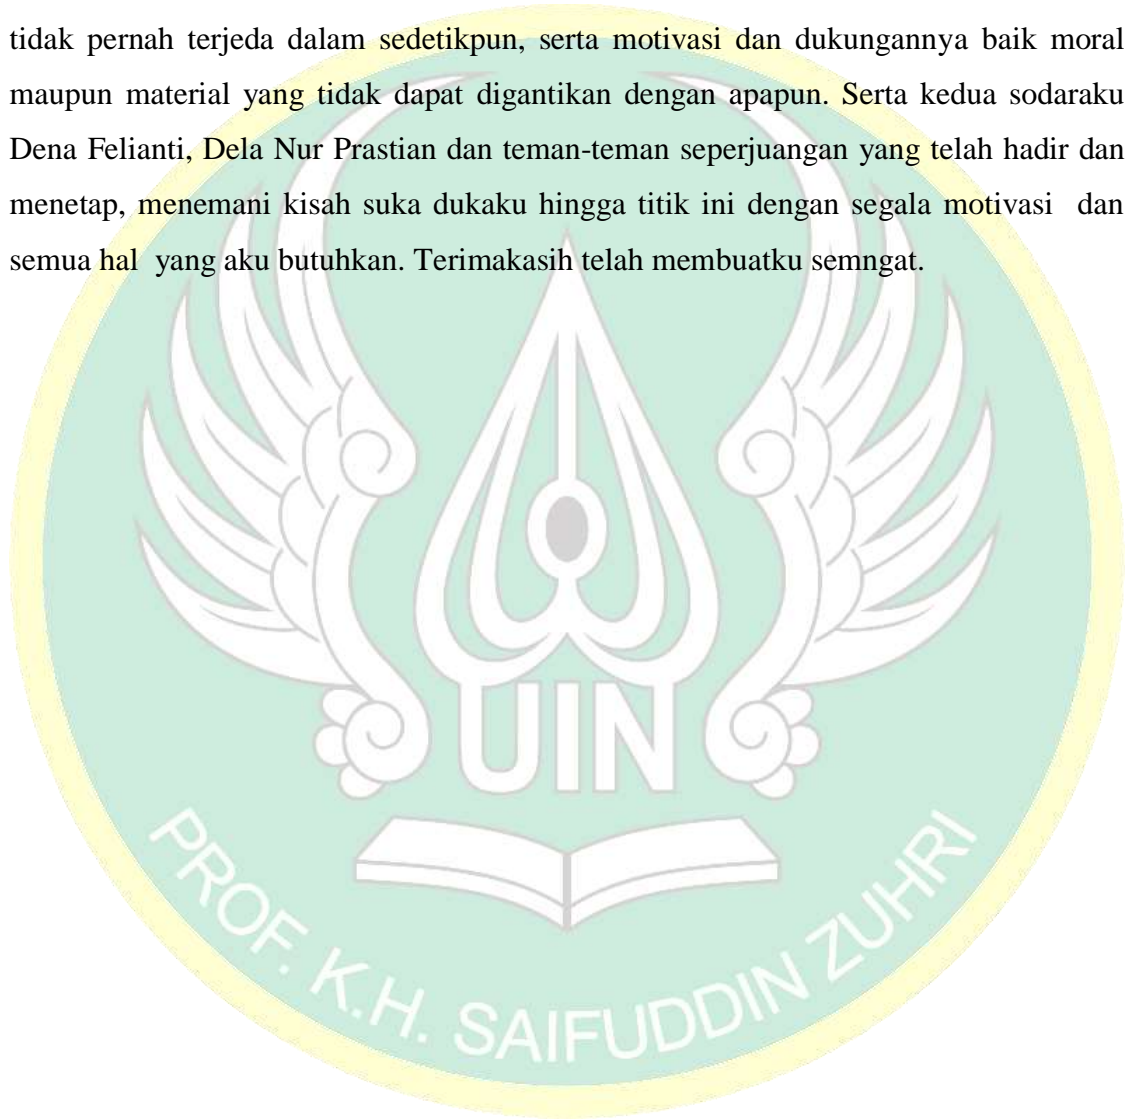 tidak pernah terjeda dalam sedetikpun, serta motivasi dan dukungannya baik moral
maupun material yang tidak dapat digantikan dengan apapun. Serta kedua sodaraku
Dena Felianti, Dela Nur Prastian dan teman-teman seperjuangan yang telah hadir dan
menetap, menemani kisah suka dukaku hingga titik ini dengan segala motivasi dan
semua hal yang aku butuhkan. Terimakasih telah membuatku semngat.
UIN
PROF. K.H. SAIFUDDIN ZUHRI